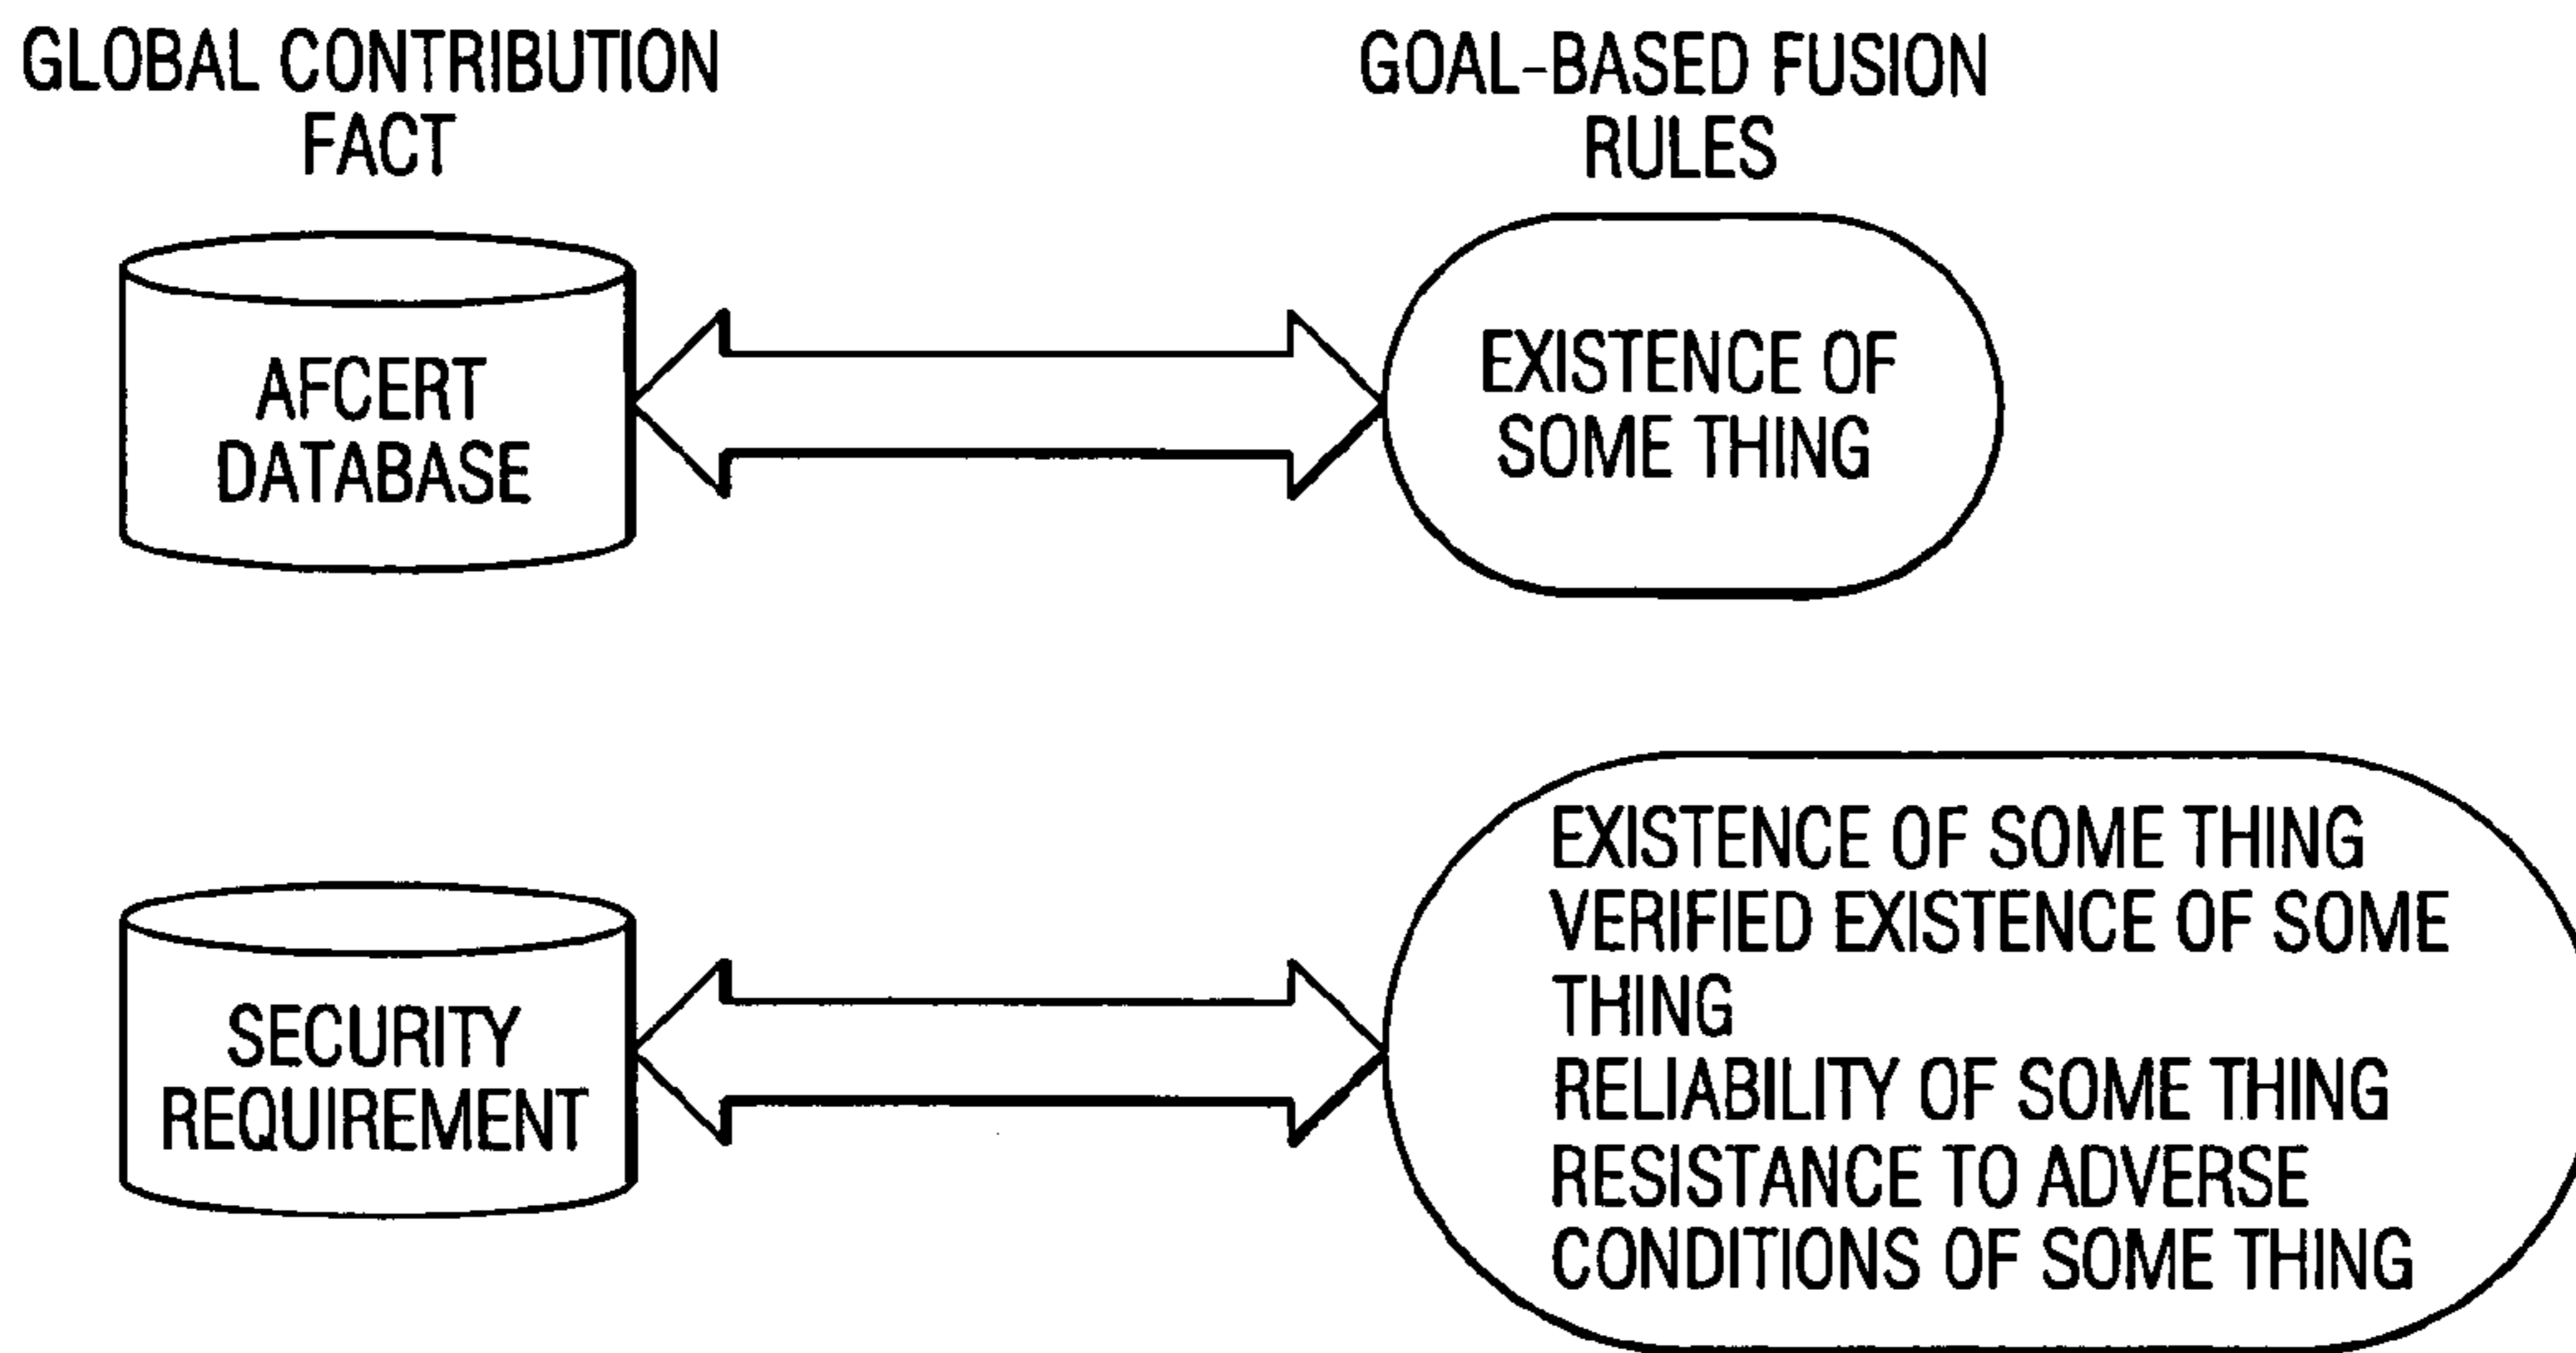 GLOBAL CONTRIBUTION
FACT
GOAL-BASED FUSION
RULES
AFCERT
DATABASE
EXISTENCE OF
SOME THING
SECURITY
REQUIREMENT
EXISTENCE OF SOME THING
VERIFIED EXISTENCE OF SOME
THING
RELIABILITY OF SOME THING
RESISTANCE TO ADVERSE
CONDITIONS OF SOME THING